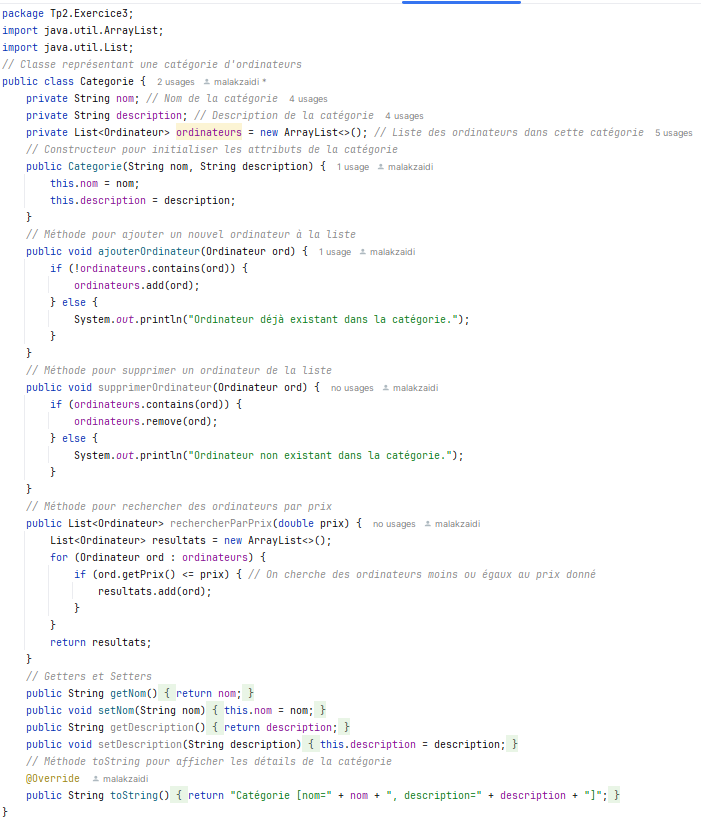 package Tp2.Exercice3;
import java.util.ArrayList;
import java.util.List;
// Classe représentant une catégorie d'ordinateurs
public class Categorie {  2 usages  malakzaidi *
    private String nom; // Nom de la catégorie  4 usages
    private String description; // Description de la catégorie  4 usages
    private List<Ordinateur> ordinateurs = new ArrayList<>(); // Liste des ordinateurs dans cette catégorie  5 usages
    // Constructeur pour initialiser les attributs de la catégorie
    public Categorie(String nom, String description) {  1 usage  malakzaidi
        this.nom = nom;
        this.description = description;
    }
    // Méthode pour ajouter un nouvel ordinateur à la liste
    public void ajouterOrdinateur(Ordinateur ord) {  1 usage  malakzaidi
        if (!ordinateurs.contains(ord)) {
            ordinateurs.add(ord);
        } else {
            System.out.println("Ordinateur déjà existant dans la catégorie.");
        }
    }
    // Méthode pour supprimer un ordinateur de la liste
    public void supprimerOrdinateur(Ordinateur ord) {  no usages  malakzaidi
        if (ordinateurs.contains(ord)) {
            ordinateurs.remove(ord);
        } else {
            System.out.println("Ordinateur non existant dans la catégorie.");
        }
    }
    // Méthode pour rechercher des ordinateurs par prix
    public List<Ordinateur> rechercherParPrix(double prix) {  no usages  malakzaidi
        List<Ordinateur> resultats = new ArrayList<>();
        for (Ordinateur ord : ordinateurs) {
            if (ord.getPrix() <= prix) { // On cherche des ordinateurs moins ou égaux au prix donné
                resultats.add(ord);
            }
        }
        return resultats;
    }
    // Getters et Setters
    public String getNom() { return nom; }
    public void setNom(String nom) { this.nom = nom; }
    public String getDescription() { return description; }
    public void setDescription(String description) { this.description = description; }
    // Méthode toString pour afficher les détails de la catégorie
    @Override  malakzaidi
    public String toString() { return "Catégorie [nom=" + nom + ", description=" + description + "]"; }
}